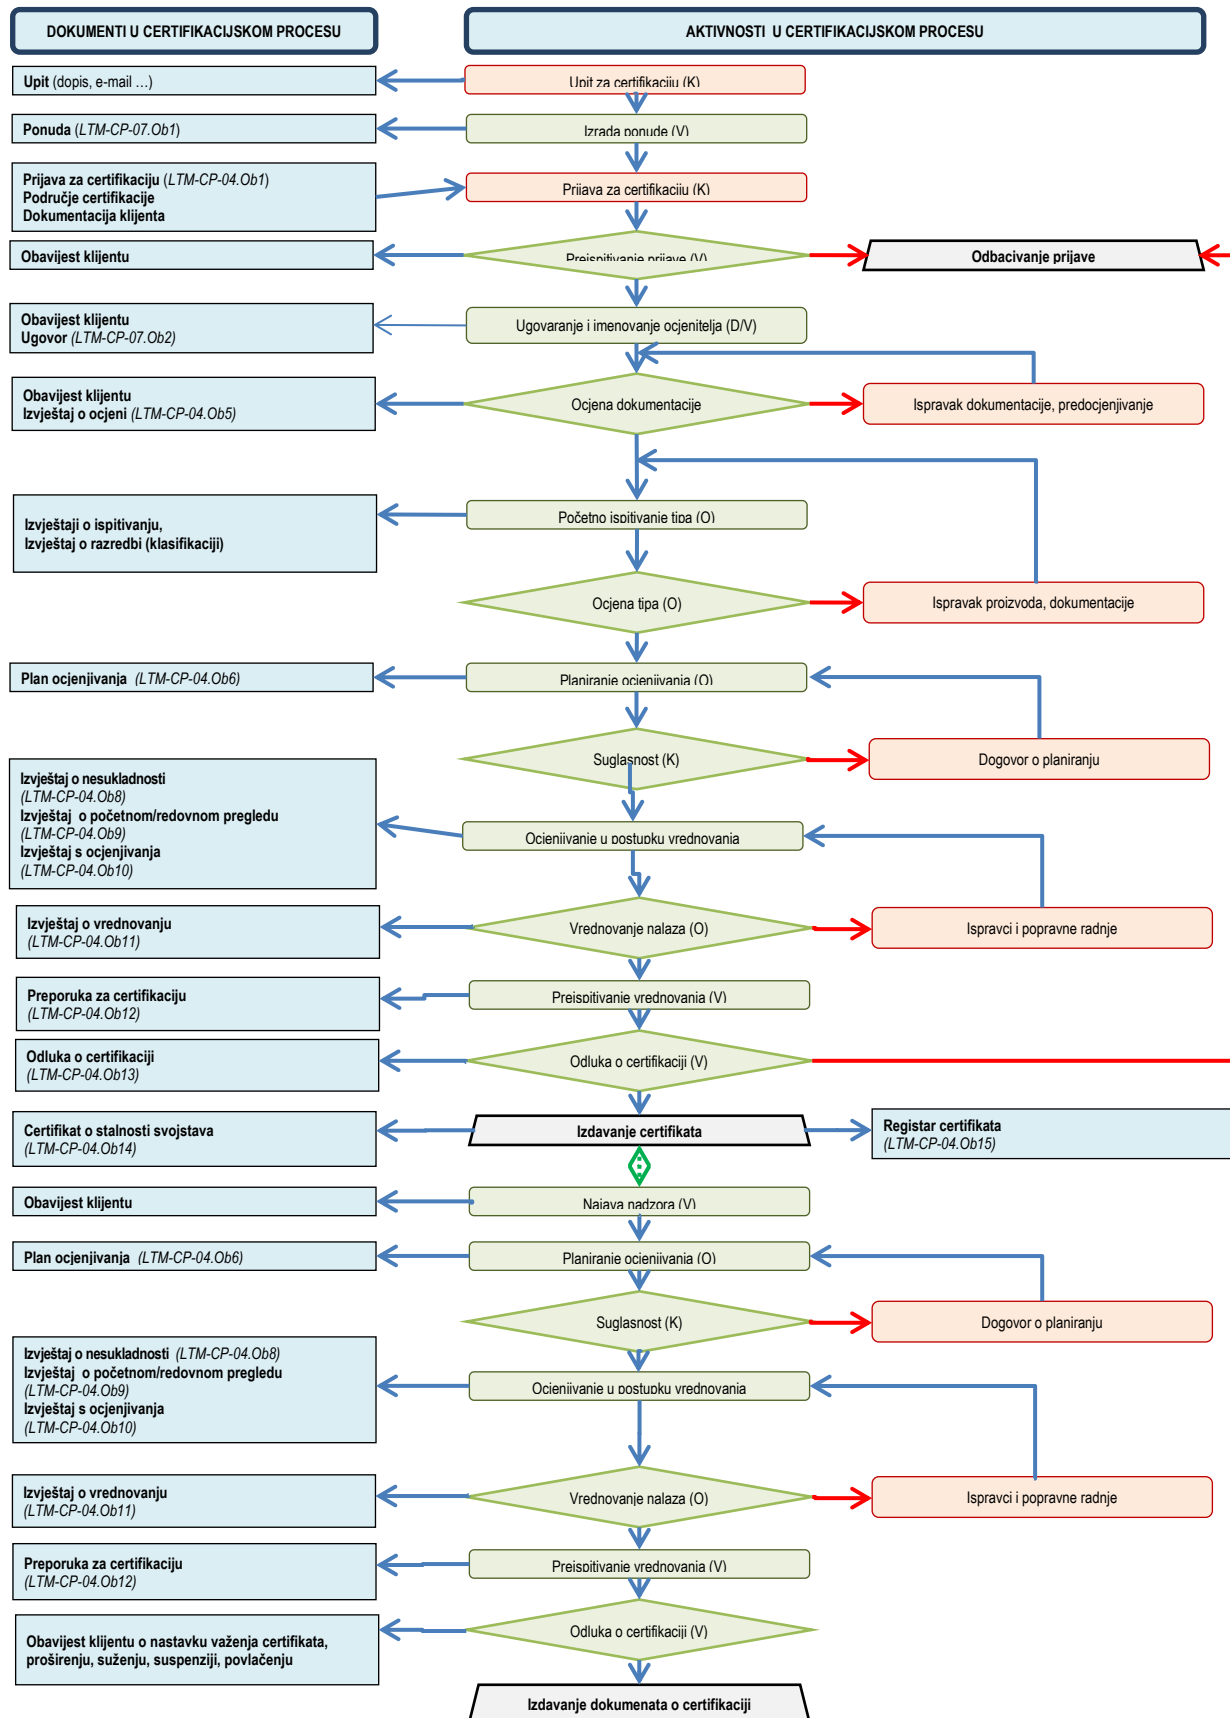 DOKUMENTI U CERTIFIKACIJSKOM PROCESU
AKTIVNOSTI U CERTIFIKACIJSKOM PROCESU
Upit (dopis, e-mail …)
Upit za certifikaciju (K)
Ponuda (LTM-CP-07.Ob1)
Izrada ponude (V)
Prijava za certifikaciju (LTM-CP-04.Ob1)
Područje certifikacije
Dokumentacija klijenta
Prijava za certifikaciju (K)
Obavijest klijentu
Preispitivanje prijave (V)
Odbacivanje prijave
Obavijest klijentu
Ugovor (LTM-CP-07.Ob2)
Ugovaranje i imenovanje ocjenitelja (D/V)
Obavijest klijentu
Izvještaj o ocjeni (LTM-CP-04.Ob5)
Ocjena dokumentacije
Ispravak dokumentacije, predocjenjivanje
Izvještaji o ispitivanju,
Izvještaj o razredbi (klasifikaciji)
Početno ispitivanje tipa (O)
Ocjena tipa (O)
Ispravak proizvoda, dokumentacije
Plan ocjenjivanja (LTM-CP-04.Ob6)
Planiranje ocjenjivanja (O)
Suglasnost (K)
Dogovor o planiranju
Izvještaj o nesukladnosti
(LTM-CP-04.Ob8)
Izvještaj o početnom/redovnom pregledu
(LTM-CP-04.Ob9)
Izvještaj s ocjenjivanja
(LTM-CP-04.Ob10)
Ocjenjivanje u postupku vrednovanja
Izvještaj o vrednovanju
(LTM-CP-04.Ob11)
Vrednovanje nalaza (O)
Ispravci i popravne radnje
Preporuka za certifikaciju
(LTM-CP-04.Ob12)
Preispitivanje vrednovanja (V)
Odluka o certifikaciji
(LTM-CP-04.Ob13)
Odluka o certifikaciji (V)
Certifikat o stalnosti svojstava
(LTM-CP-04.Ob14)
Izdavanje certifikata
Registar certifikata
(LTM-CP-04.Ob15)
Obavijest klijentu
Najava nadzora (V)
Plan ocjenjivanja (LTM-CP-04.Ob6)
Planiranje ocjenjivanja (O)
Suglasnost (K)
Dogovor o planiranju
Izvještaj o nesukladnosti (LTM-CP-04.Ob8)
Izvještaj o početnom/redovnom pregledu
(LTM-CP-04.Ob9)
Izvještaj s ocjenjivanja
(LTM-CP-04.Ob10)
Ocjenjivanje u postupku vrednovanja
Izvještaj o vrednovanju
(LTM-CP-04.Ob11)
Vrednovanje nalaza (O)
Ispravci i popravne radnje
Preporuka za certifikaciju
(LTM-CP-04.Ob12)
Preispitivanje vrednovanja (V)
Obavijest klijentu o nastavku važenja certifikata,
proširenju, suženju, suspenziji, povlačenju
Odluka o certifikaciji (V)
Izdavanje dokumenata o certifikaciji